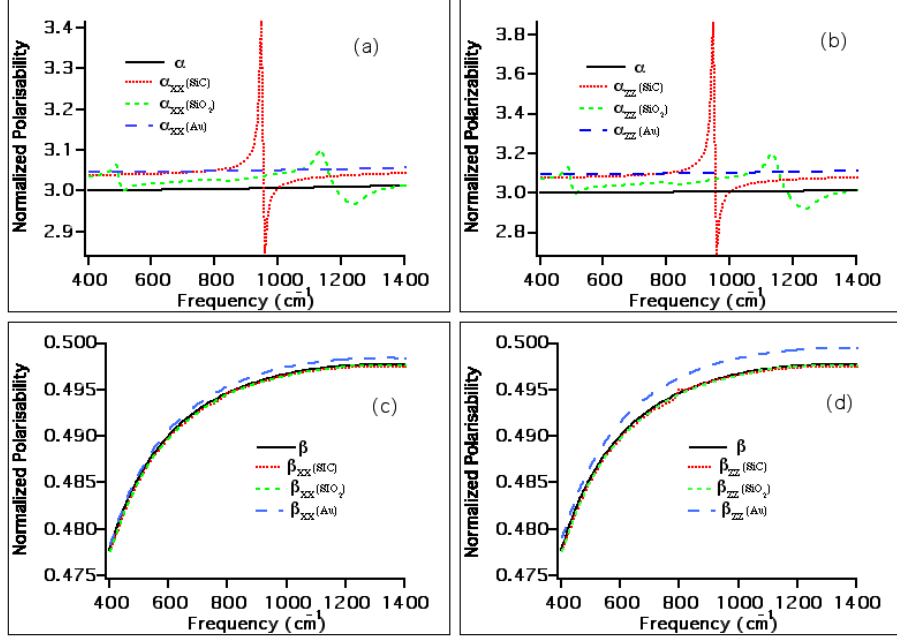 Normalized Polarisability
3.4
3.3
3.2
3.1
3.0
2.9
(a)
α
αXX(SiC)
αXX(SiO2)
αXX(Au)
400 600 800 1000 1200 1400
Frequency (cm-1)
Normalized Polarizability
3.8
3.6
3.4
3.2
3.0
2.8
(b)
α
αZZ(SiC)
αZZ(SiO2)
αZZ(Au)
400 600 800 1000 1200 1400
Frequency (cm-1)
Normalized Polarisability
0.500
0.495
0.490
0.485
0.480
0.475
(c)
β
βXX(SIC)
βXX(SIO2)
βXX(Au)
400 600 800 1000 1200 1400
Frequency (cm-1)
Normalized Polarisability
0.500
0.495
0.490
0.485
0.480
0.475
(d)
β
βZZ(SiC)
βZZ(SiO2)
βZZ(Au)
400 600 800 1000 1200 1400
Frequency (cm-1)